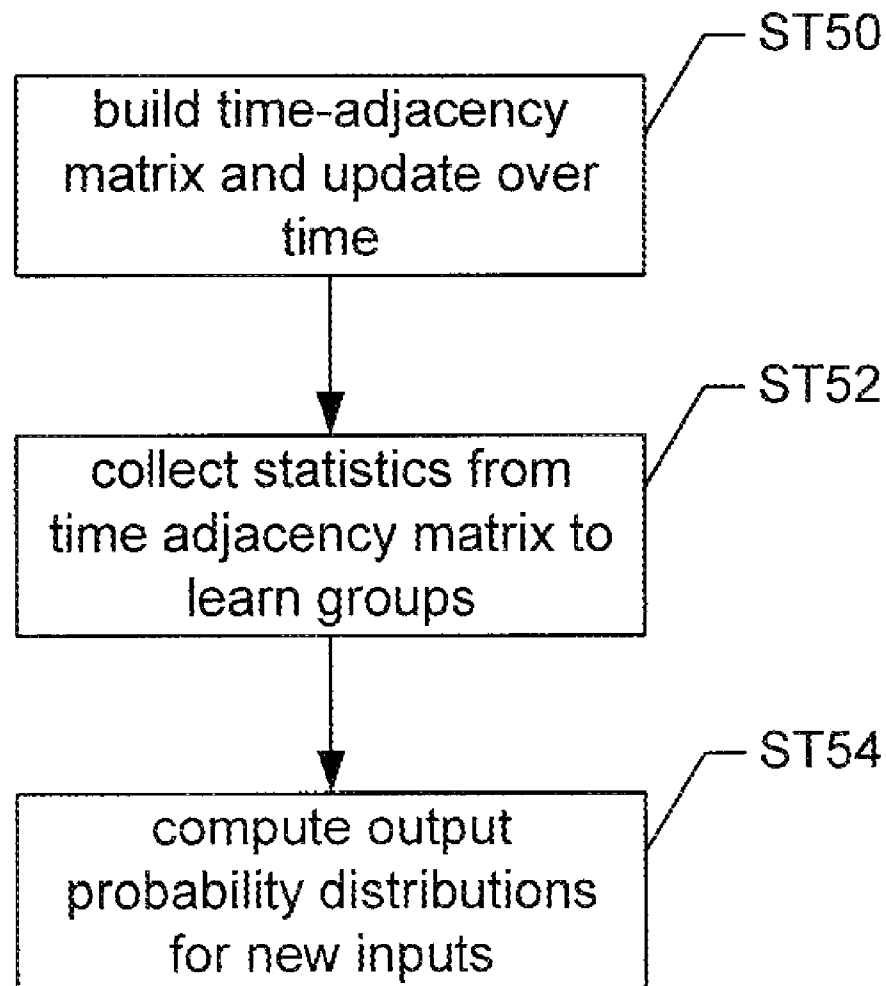 ST50
build time-adjacency
matrix and update over
time
ST52
collect statistics from
time adjacency matrix to
learn groups
ST54
compute output
probability distributions
for new inputs